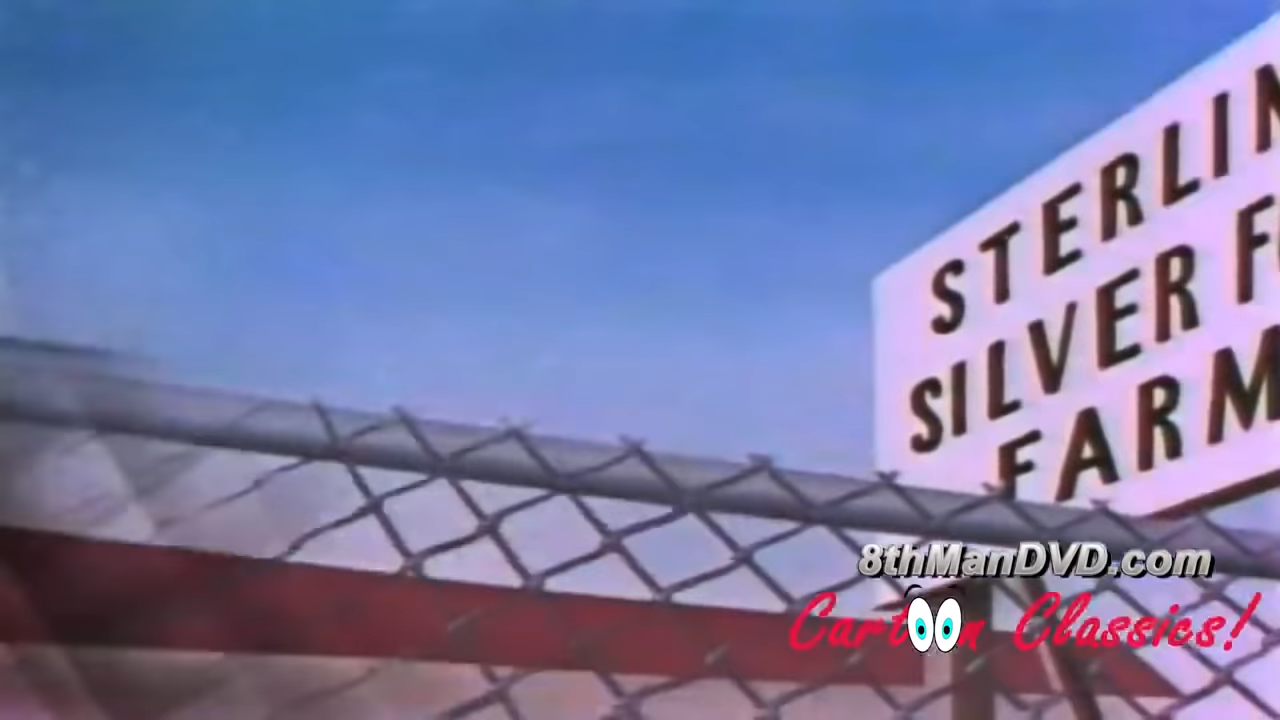 STERLIN
SILVER F
FARM
8thManDVD.com
Cartoon Classics!